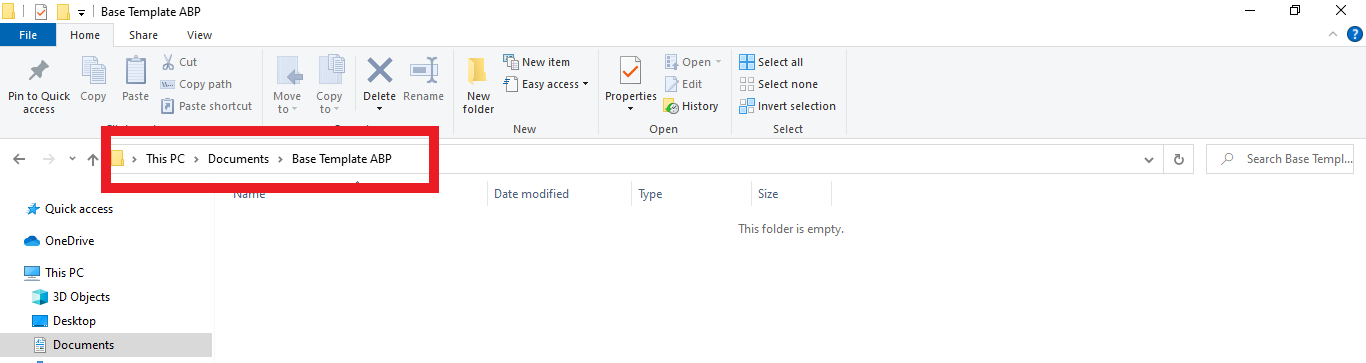 Base Template ABP
File Home Share View
Pin to Quick access
Copy
Paste
Cut
Copy path
Paste shortcut
Move to
Copy to
Delete
Rename
New folder
New item
Easy access
New
Properties
Open
Edit
History
Open
Select all
Select none
Invert selection
Select
This PC > Documents > Base Template ABP
Search Base Templ...
Name Date modified Type Size
This folder is empty.
Quick access
OneDrive
This PC
3D Objects
Desktop
Documents